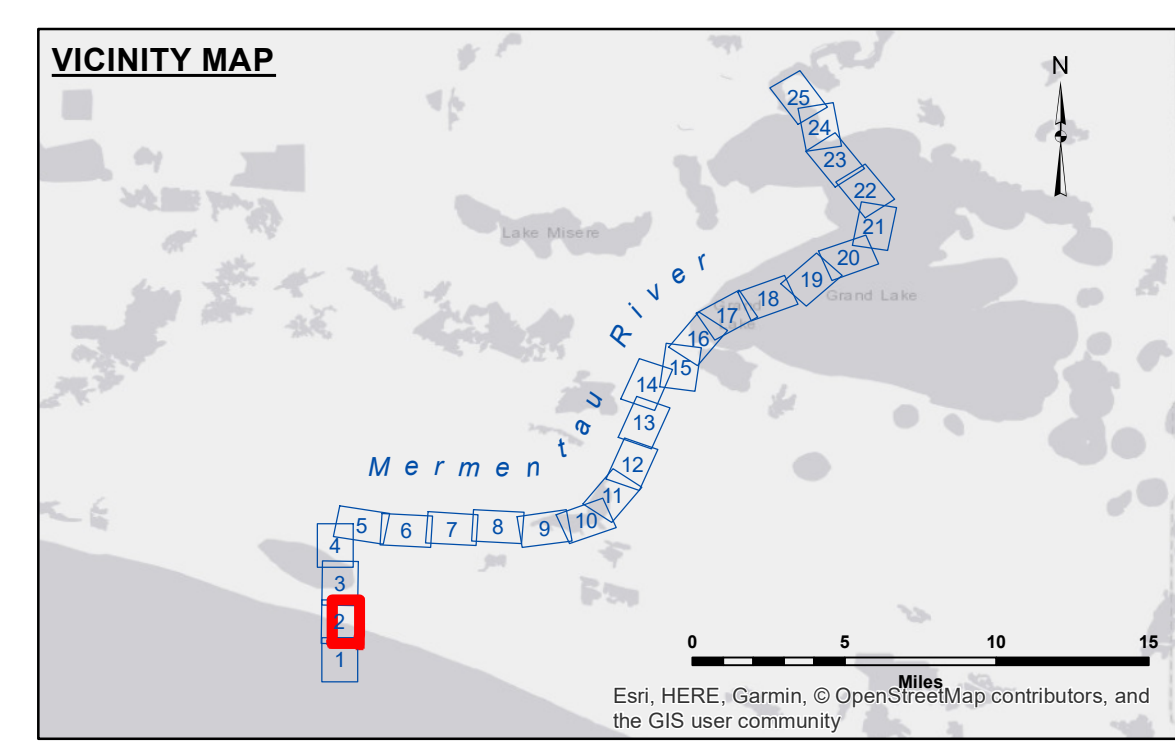 VICINITY MAP
N
25
24
23
22
21
20
19
18
17
16
15
14
13
12
11
10
9
8
7
6
5
4
3
2
1
Lake Misere
Grand Lake
Grand
Lake
Mermentau River
0 5 10 15
Miles
Esri, HERE, Garmin, © OpenStreetMap contributors, and
the GIS user community